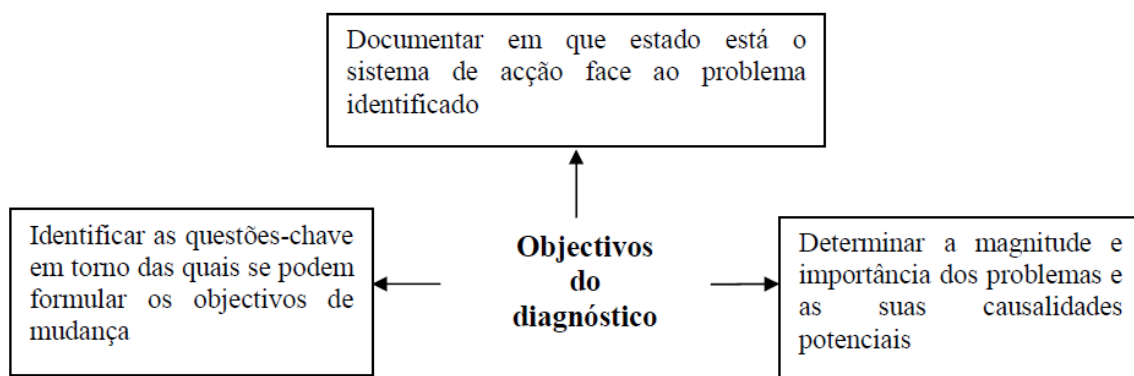 Documentar em que estado está o
sistema de acção face ao problema
identificado
Identificar as questões-chave
em torno das quais se podem
formular os objectivos de
mudança
Objectivos
do
diagnóstico
Determinar a magnitude e
importância dos problemas e
as suas causalidades
potenciais